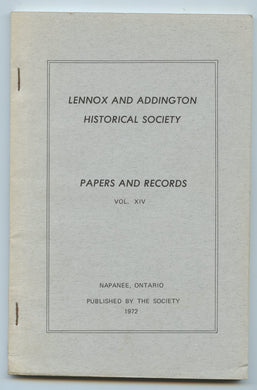 LENNOX AND ADDINGTON
HISTORICAL SOCIETY
PAPERS AND RECORDS
VOL. XIV
NAPANEE, ONTARIO
PUBLISHED BY THE SOCIETY
1972